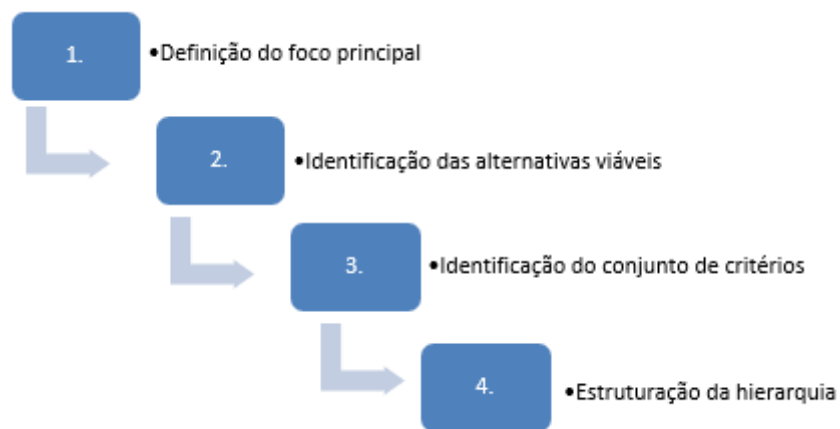 1.
•Definição do foco principal
2.
•Identificação das alternativas viáveis
3.
•Identificação do conjunto de critérios
4.
•Estruturação da hierarquia